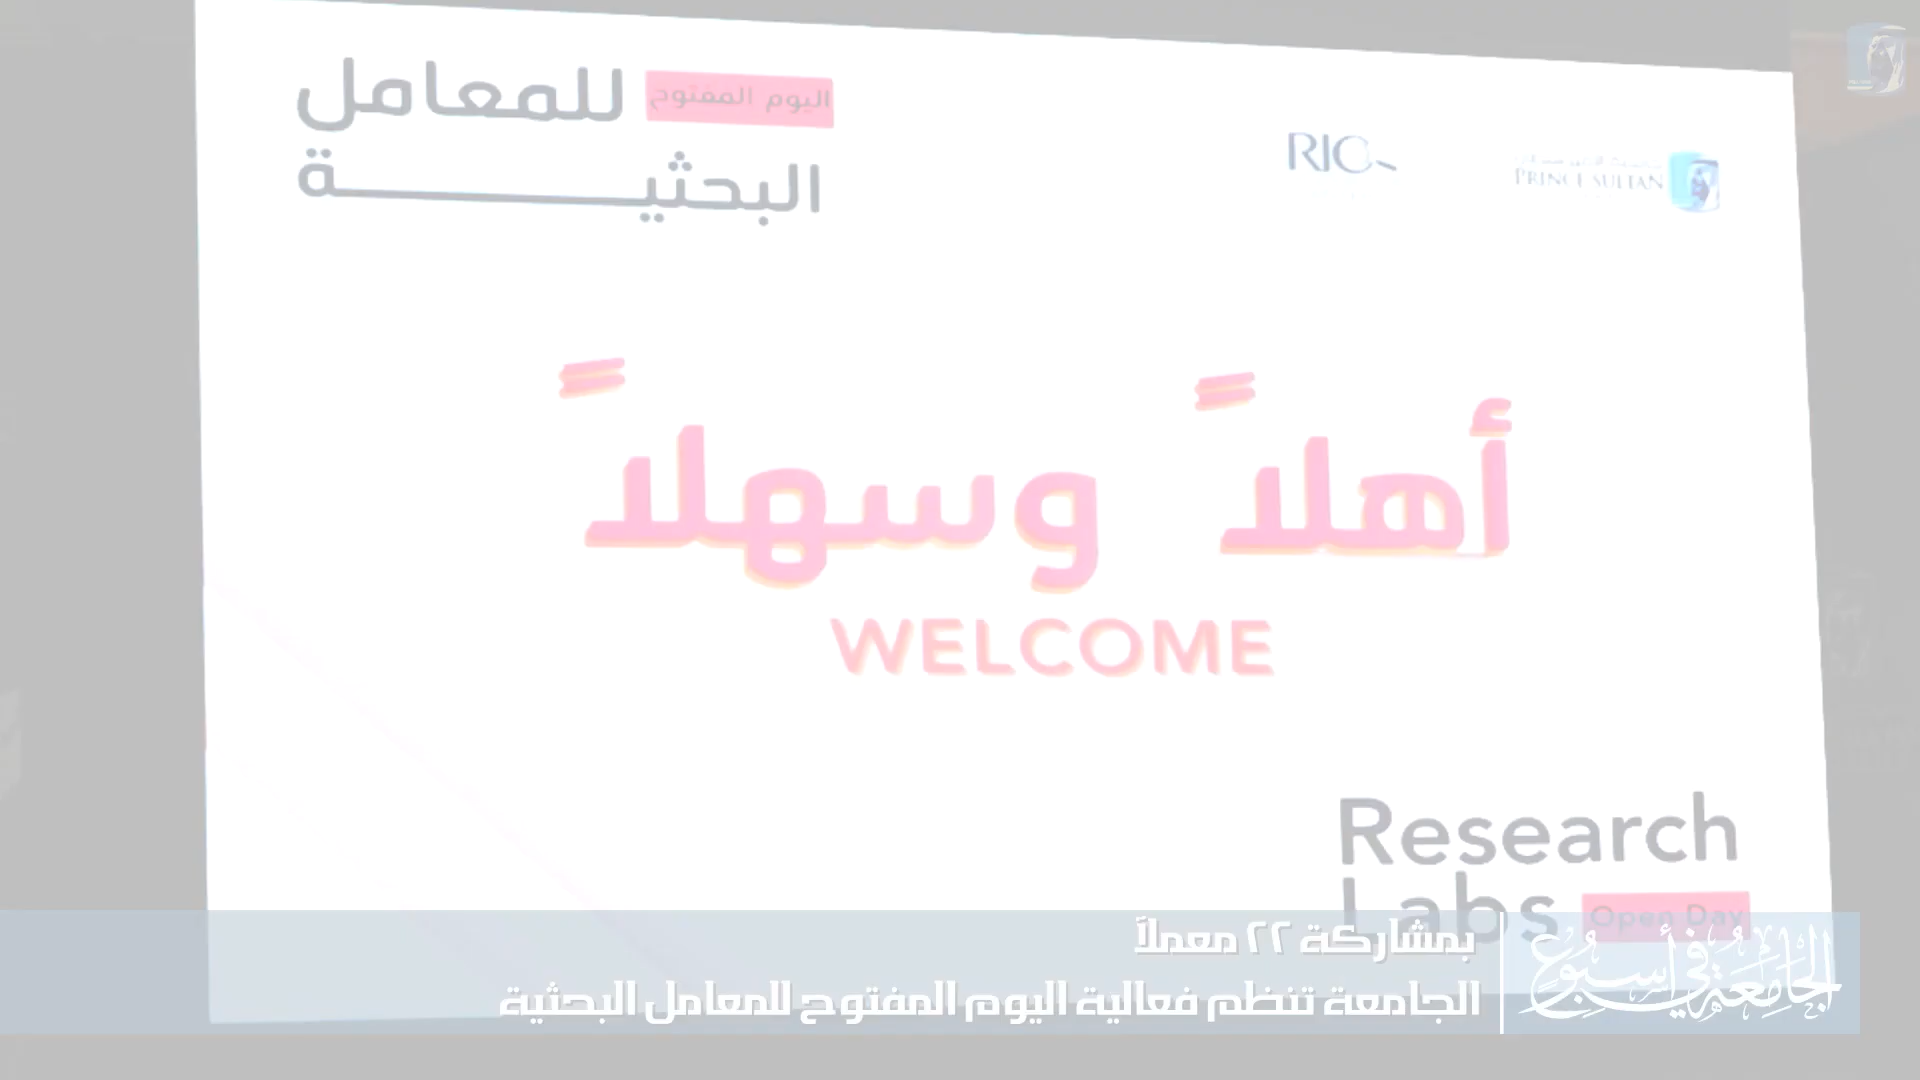 اليوم المفتوح للمعامل
البحثية
RIC
PRINCE SULTAN
أهلاً وسهلاً
WELCOME
Research
Labs Open Day
بمشاركة ٢٢ معملاً
الجامعة تنظم فعالية اليوم المفتوح للمعامل البحثية
الجامعة في أسبوع